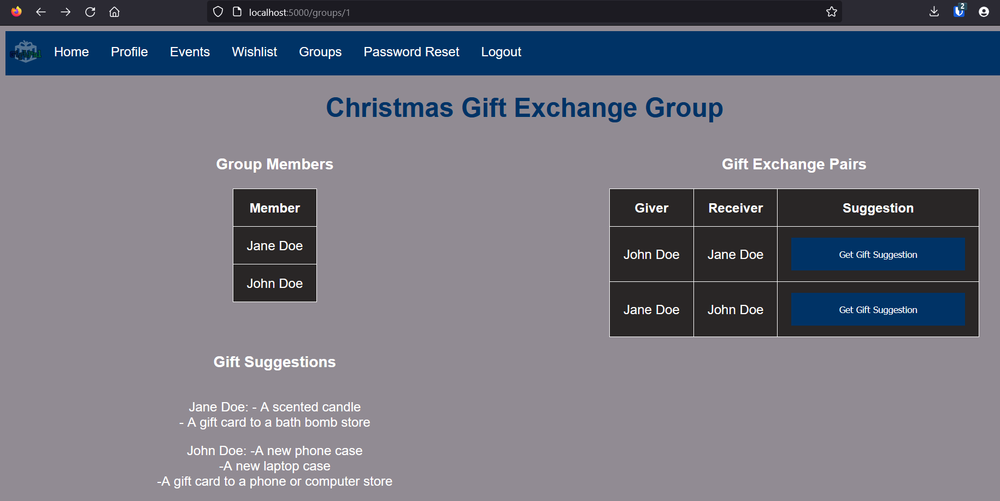 localhost:5000/groups/1
2
Home Profile Events Wishlist Groups Password Reset Logout
Christmas Gift Exchange Group
Group Members
Member
Jane Doe
John Doe
Gift Exchange Pairs
Giver Receiver Suggestion
John Doe Jane Doe Get Gift Suggestion
Jane Doe John Doe Get Gift Suggestion
Gift Suggestions
Jane Doe: - A scented candle
- A gift card to a bath bomb store
John Doe: -A new phone case
-A new laptop case
-A gift card to a phone or computer store